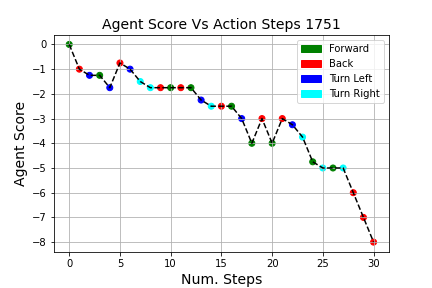 Agent Score Vs Action Steps 1751
Forward
Back
Turn Left
Turn Right
Agent Score
0
−1
−2
−3
−4
−5
−6
−7
−8
0 5 10 15 20 25 30
Num. Steps